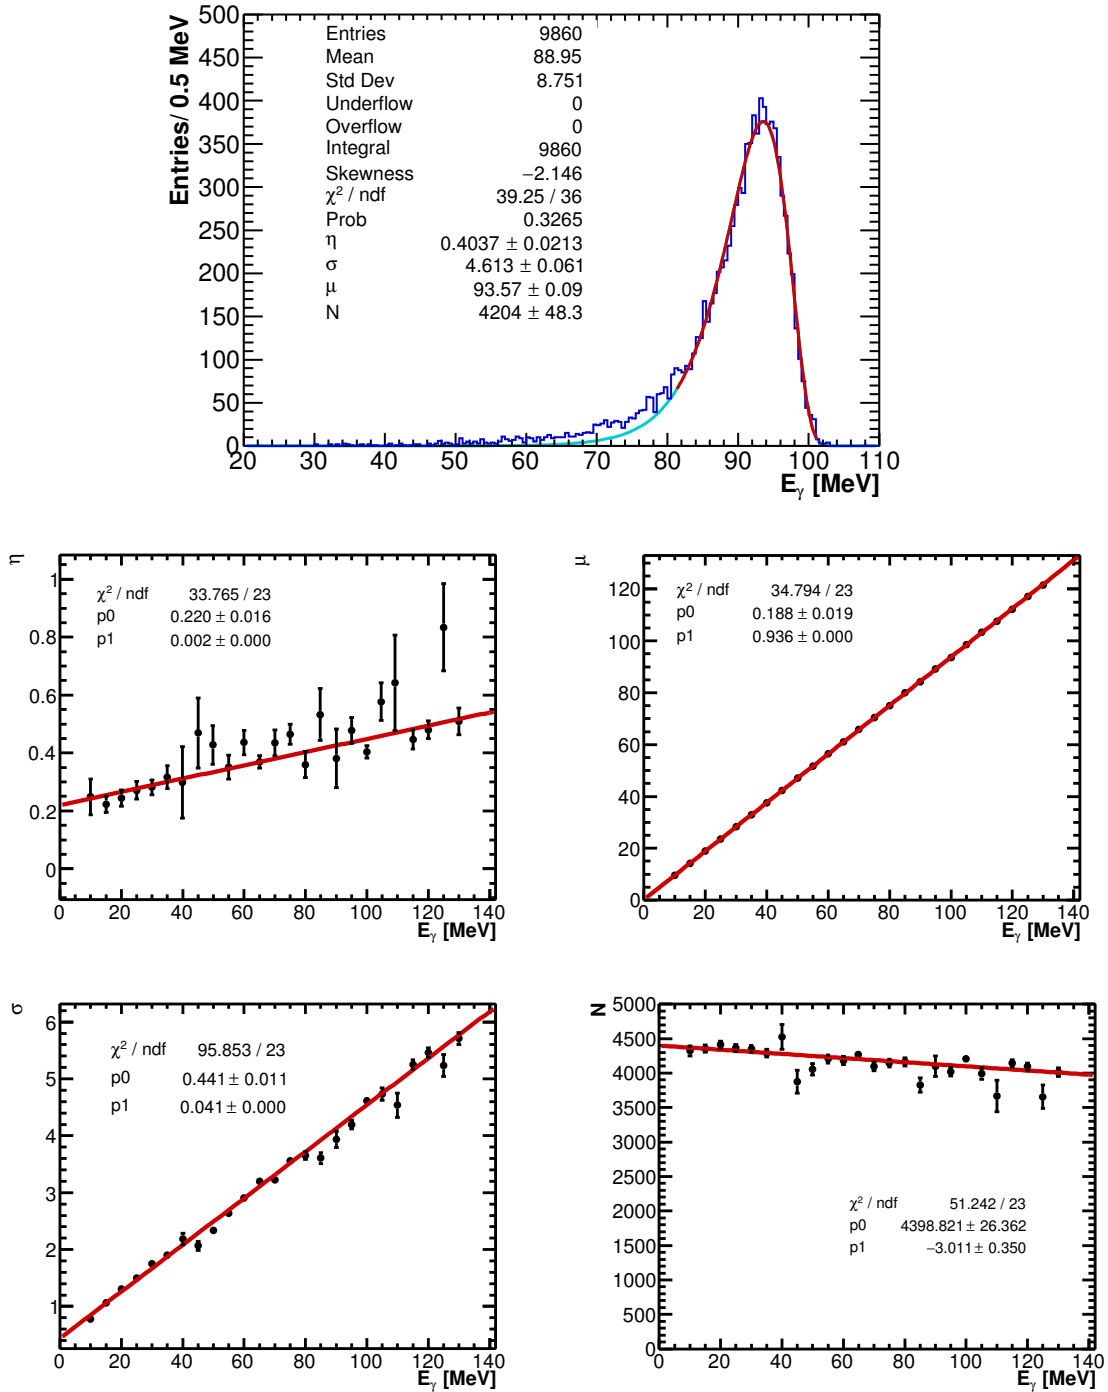 Entries/ 0.5 MeV
500
450
400
350
300
250
200
150
100
50
0
Entries 9860
Mean 88.95
Std Dev 8.751
Underflow 0
Overflow 0
Integral 9860
Skewness −2.146
χ² / ndf 39.25 / 36
Prob 0.3265
η 0.4037 ± 0.0213
σ 4.613 ± 0.061
μ 93.57 ± 0.09
N 4204 ± 48.3
20 30 40 50 60 70 80 90 100 110
E_γ [MeV]
η
1
0.8
0.6
0.4
0.2
0
χ² / ndf 33.765 / 23
p0 0.220 ± 0.016
p1 0.002 ± 0.000
0 20 40 60 80 100 120 140
E_γ [MeV]
μ
120
100
80
60
40
20
0
χ² / ndf 34.794 / 23
p0 0.188 ± 0.019
p1 0.936 ± 0.000
0 20 40 60 80 100 120 140
E_γ [MeV]
σ
6
5
4
3
2
1
χ² / ndf 95.853 / 23
p0 0.441 ± 0.011
p1 0.041 ± 0.000
0 20 40 60 80 100 120 140
E_γ [MeV]
N
5000
4500
4000
3500
3000
2500
2000
1500
1000
500
0
χ² / ndf 51.242 / 23
p0 4398.821 ± 26.362
p1 −3.011 ± 0.350
0 20 40 60 80 100 120 140
E_γ [MeV]